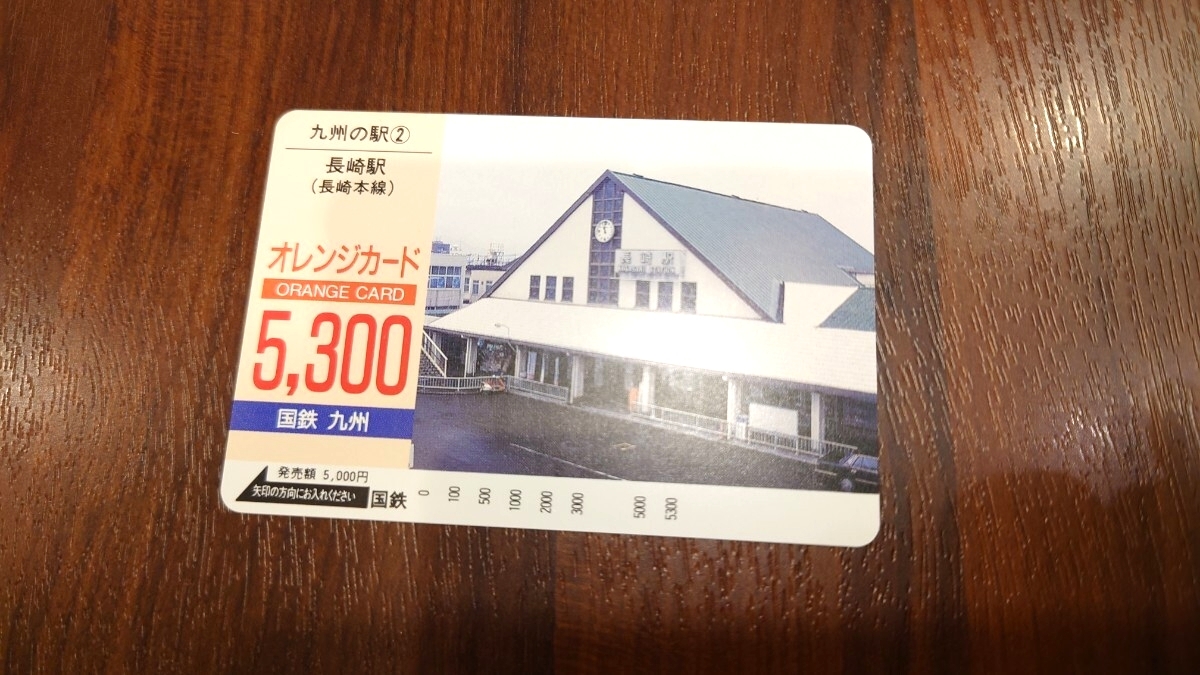 九州の駅②
長崎駅
(長崎本線)
オレンジカード
ORANGE CARD
5,300
国鉄 九州
発売額 5,000円
矢印の方向にお入れください
国鉄
0 100 500 1000 2000 3000 5000 5300
長崎駅